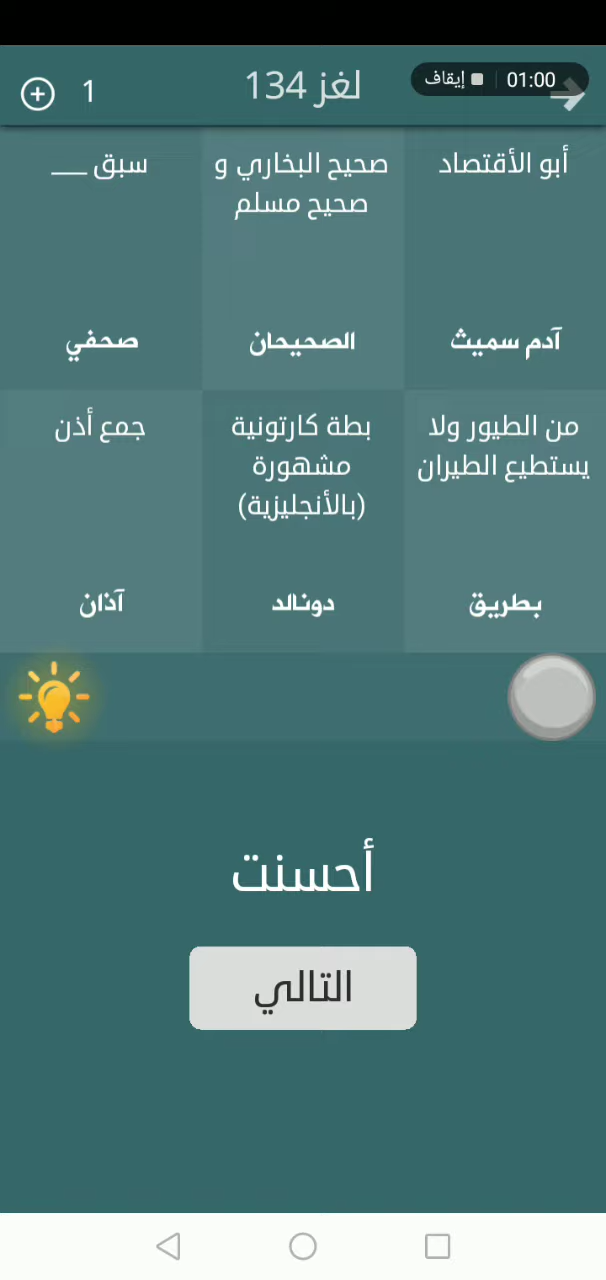 01:00 إيقاف
لغز 134
1
أبو الأقتصاد
آدم سميث
صحيح البخاري و
صحيح مسلم
الصحيحان
سبق ___
صحفي
من الطيور ولا
يستطيع الطيران
بطريق
بطة كارتونية
مشهورة
(بالأنجليزية)
دونالد
جمع أذن
آذان
أحسنت
التالي